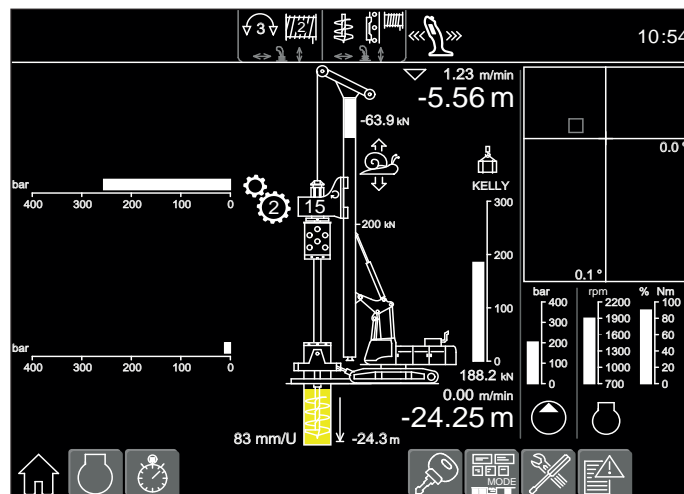 3 2 10:54
1.23 m/min
-5.56 m
-63.9 kN
0.0 °
KELLY
bar
400 300 200 100 0
2 15
300
200 kN
200
100
0
0.1 °
bar rpm % Nm
400 2200 100
300 1900 80
200 1600 60
1300 40
100 1000 20
0 700 0
bar
400 300 200 100 0
188.2 kN
0.00 m/min
-24.25 m
83 mm/U -24.3 m
MODE